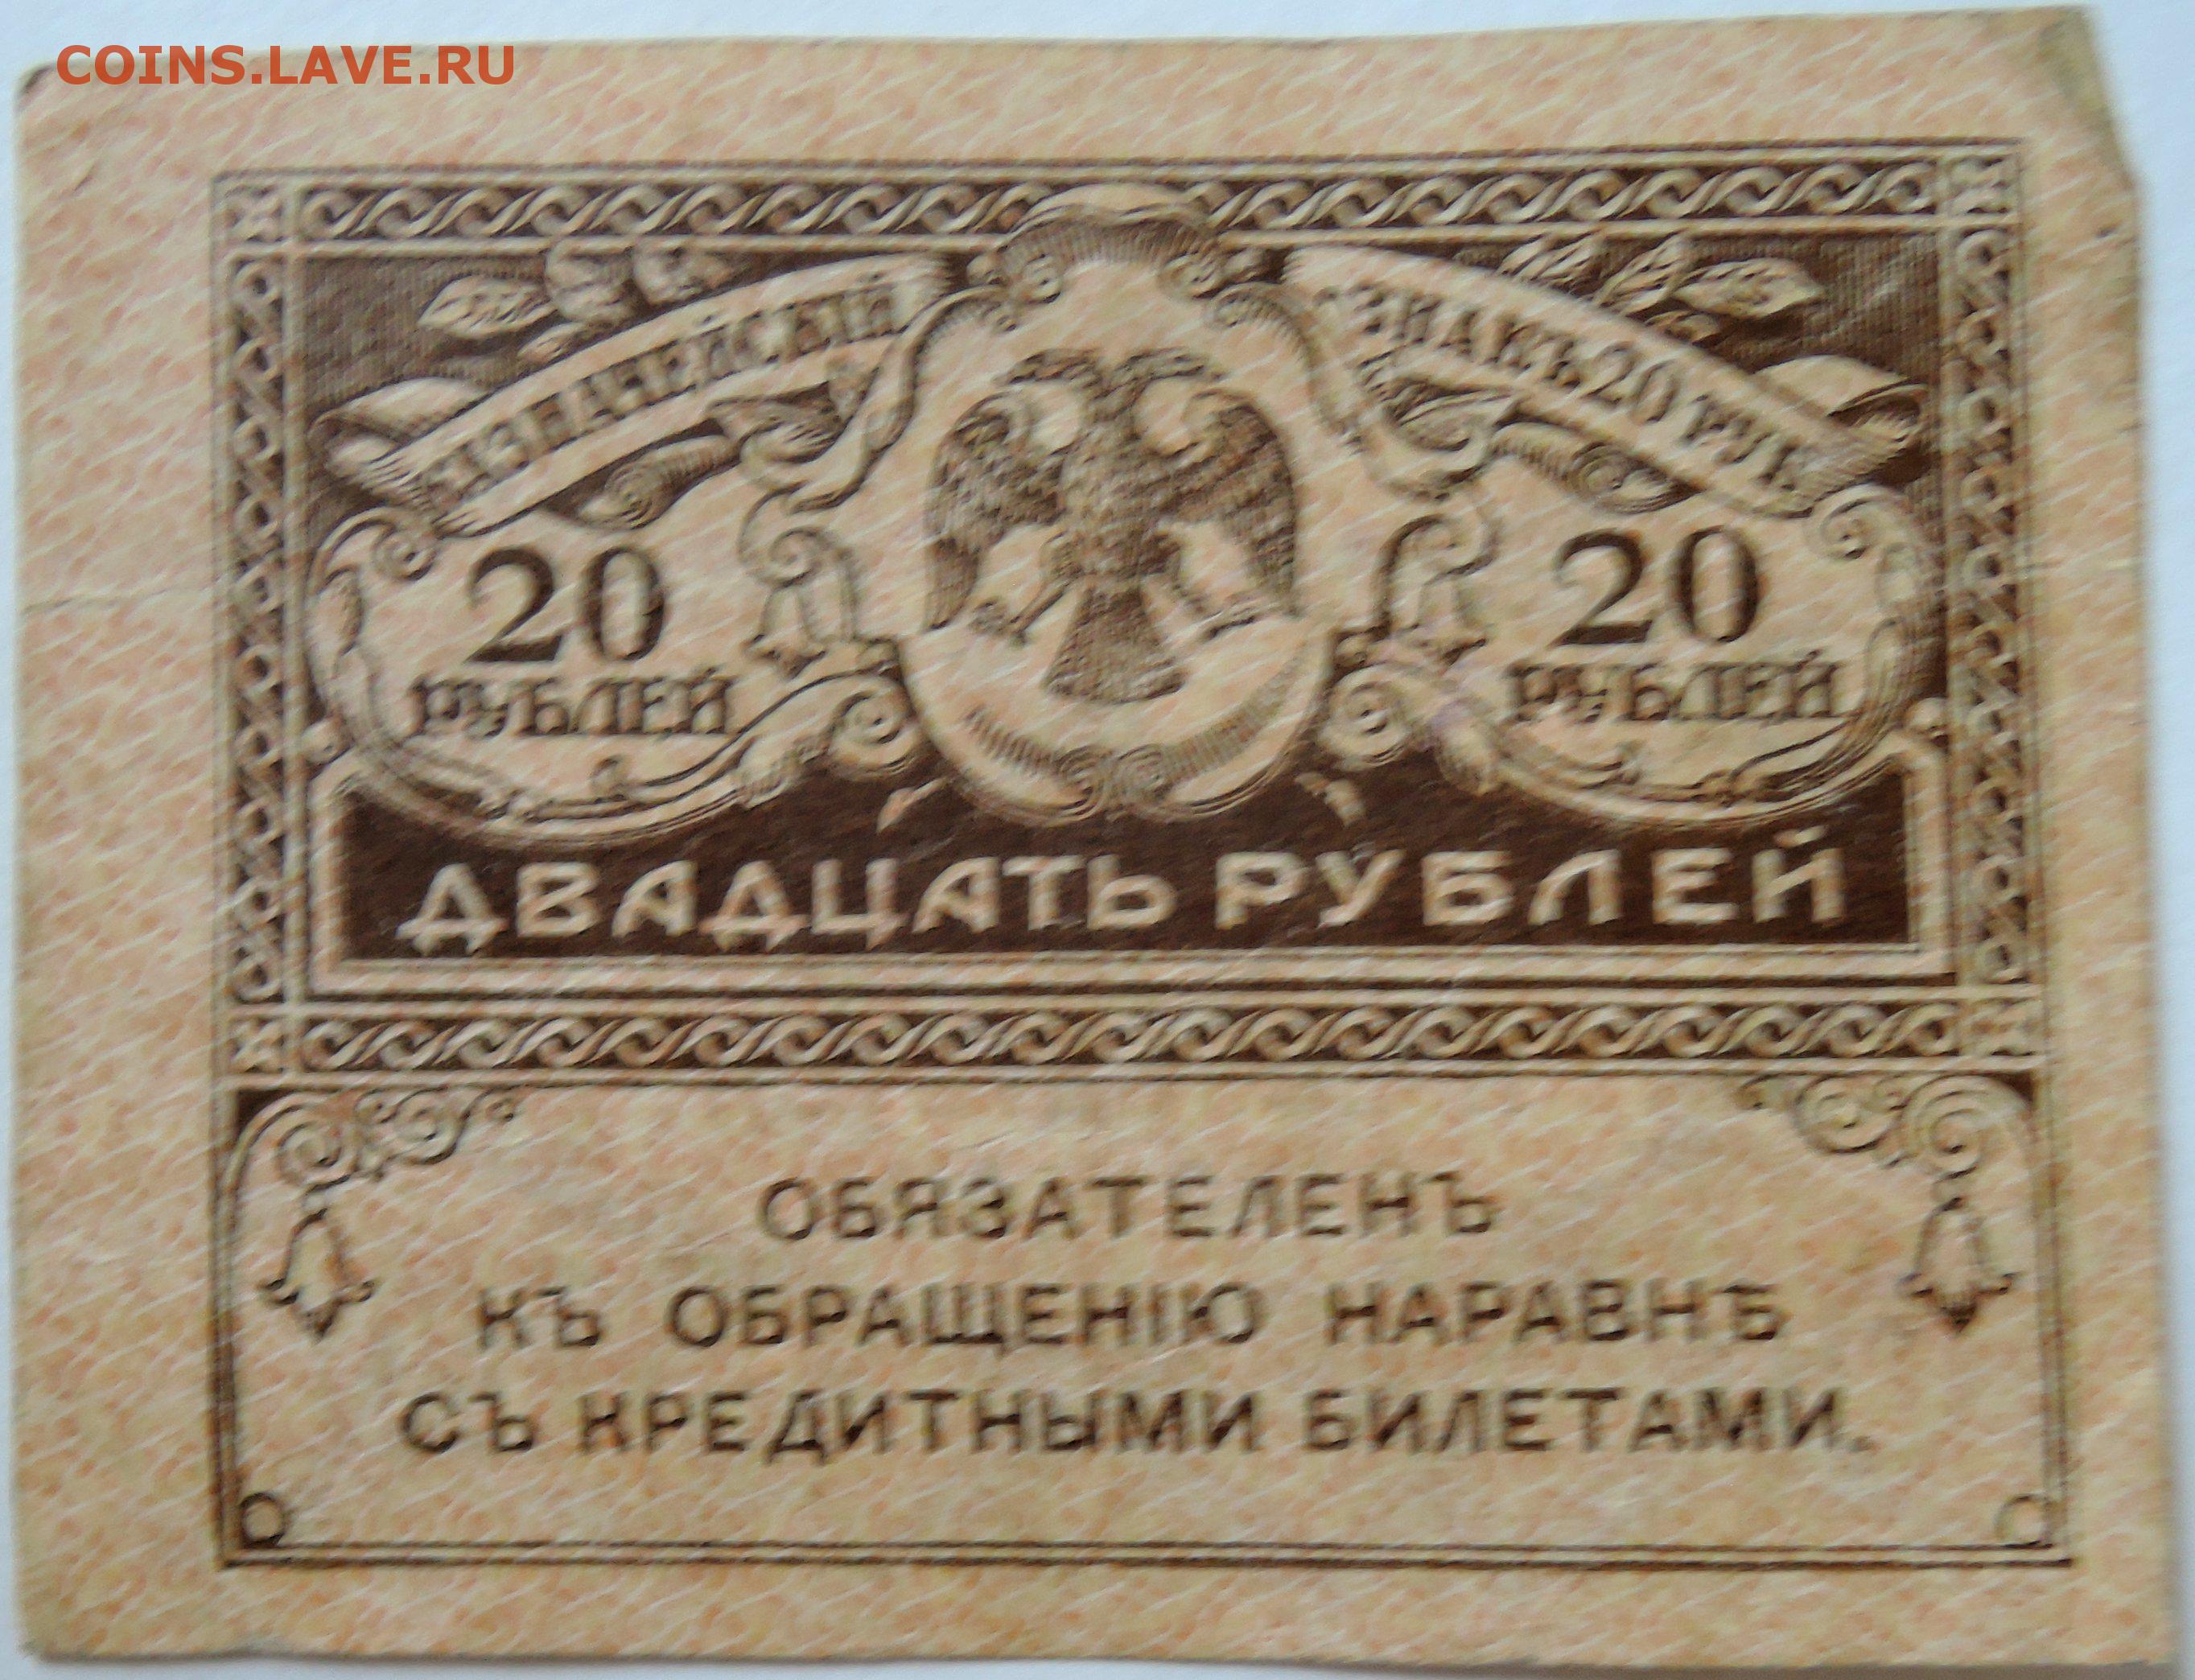 COINS.LAVE.RU
КАЗНАЧЕЙСКІЙ
ЗНАКЪ 20 РУБ.
20
РУБЛЕЙ
20
РУБЛЕЙ
ДВАДЦАТЬ РУБЛЕЙ
ОБЯЗАТЕЛЕНЪ
КЪ ОБРАЩЕНІЮ НАРАВНѢ
СЪ КРЕДИТНЫМИ БИЛЕТАМИ.